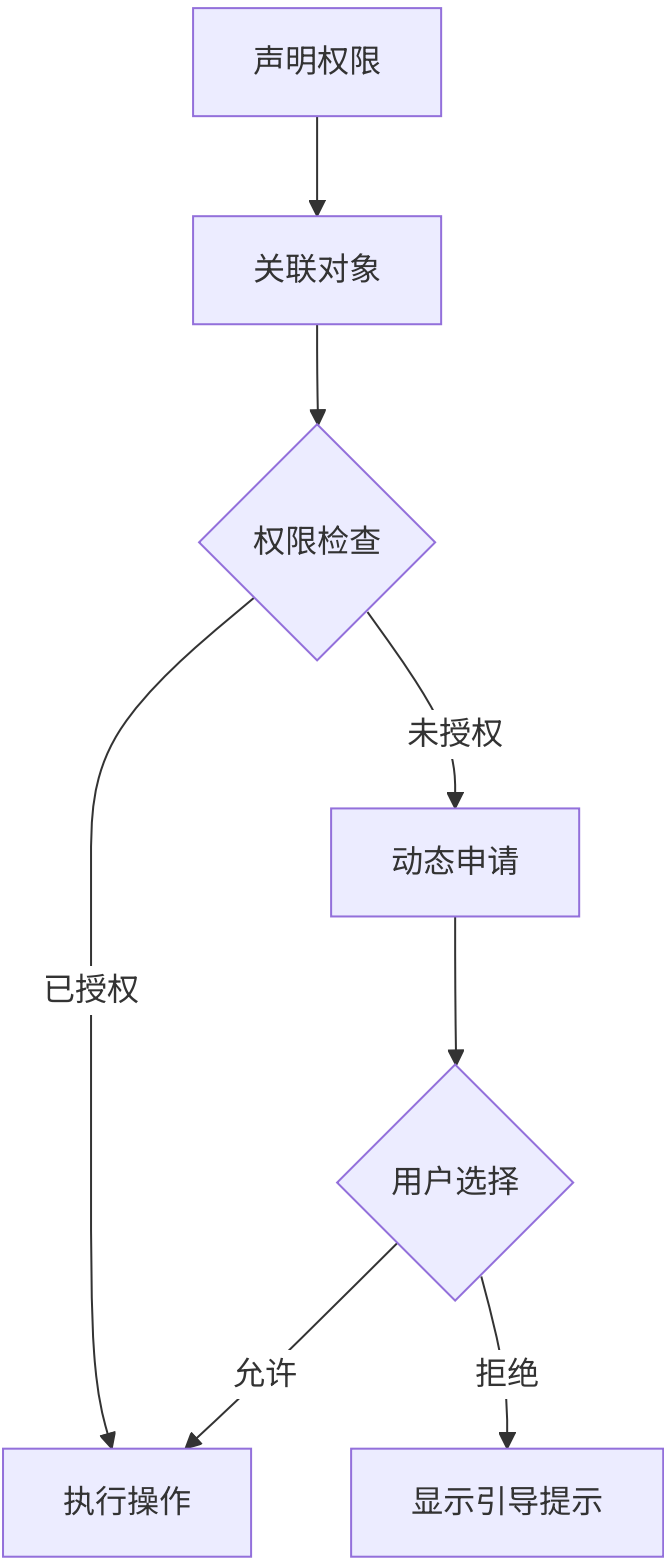 声明权限
关联对象
权限检查
未授权
动态申请
已授权
用户选择
允许
拒绝
执行操作
显示引导提示